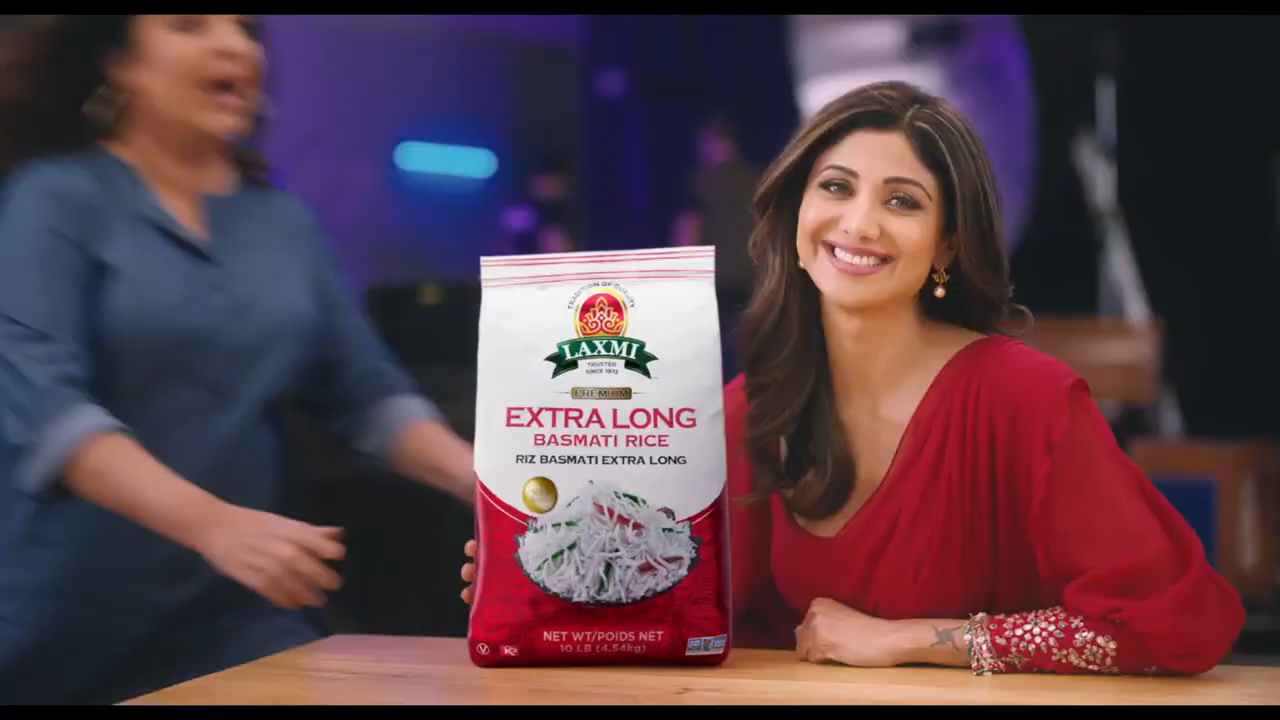 TRADITION OF QUALITY
LAXMI
TRUSTED
SINCE 1972
PREMIUM
EXTRA LONG
BASMATI RICE
RIZ BASMATI EXTRA LONG
NET WT/POIDS NET
10 LB (4.54kg)